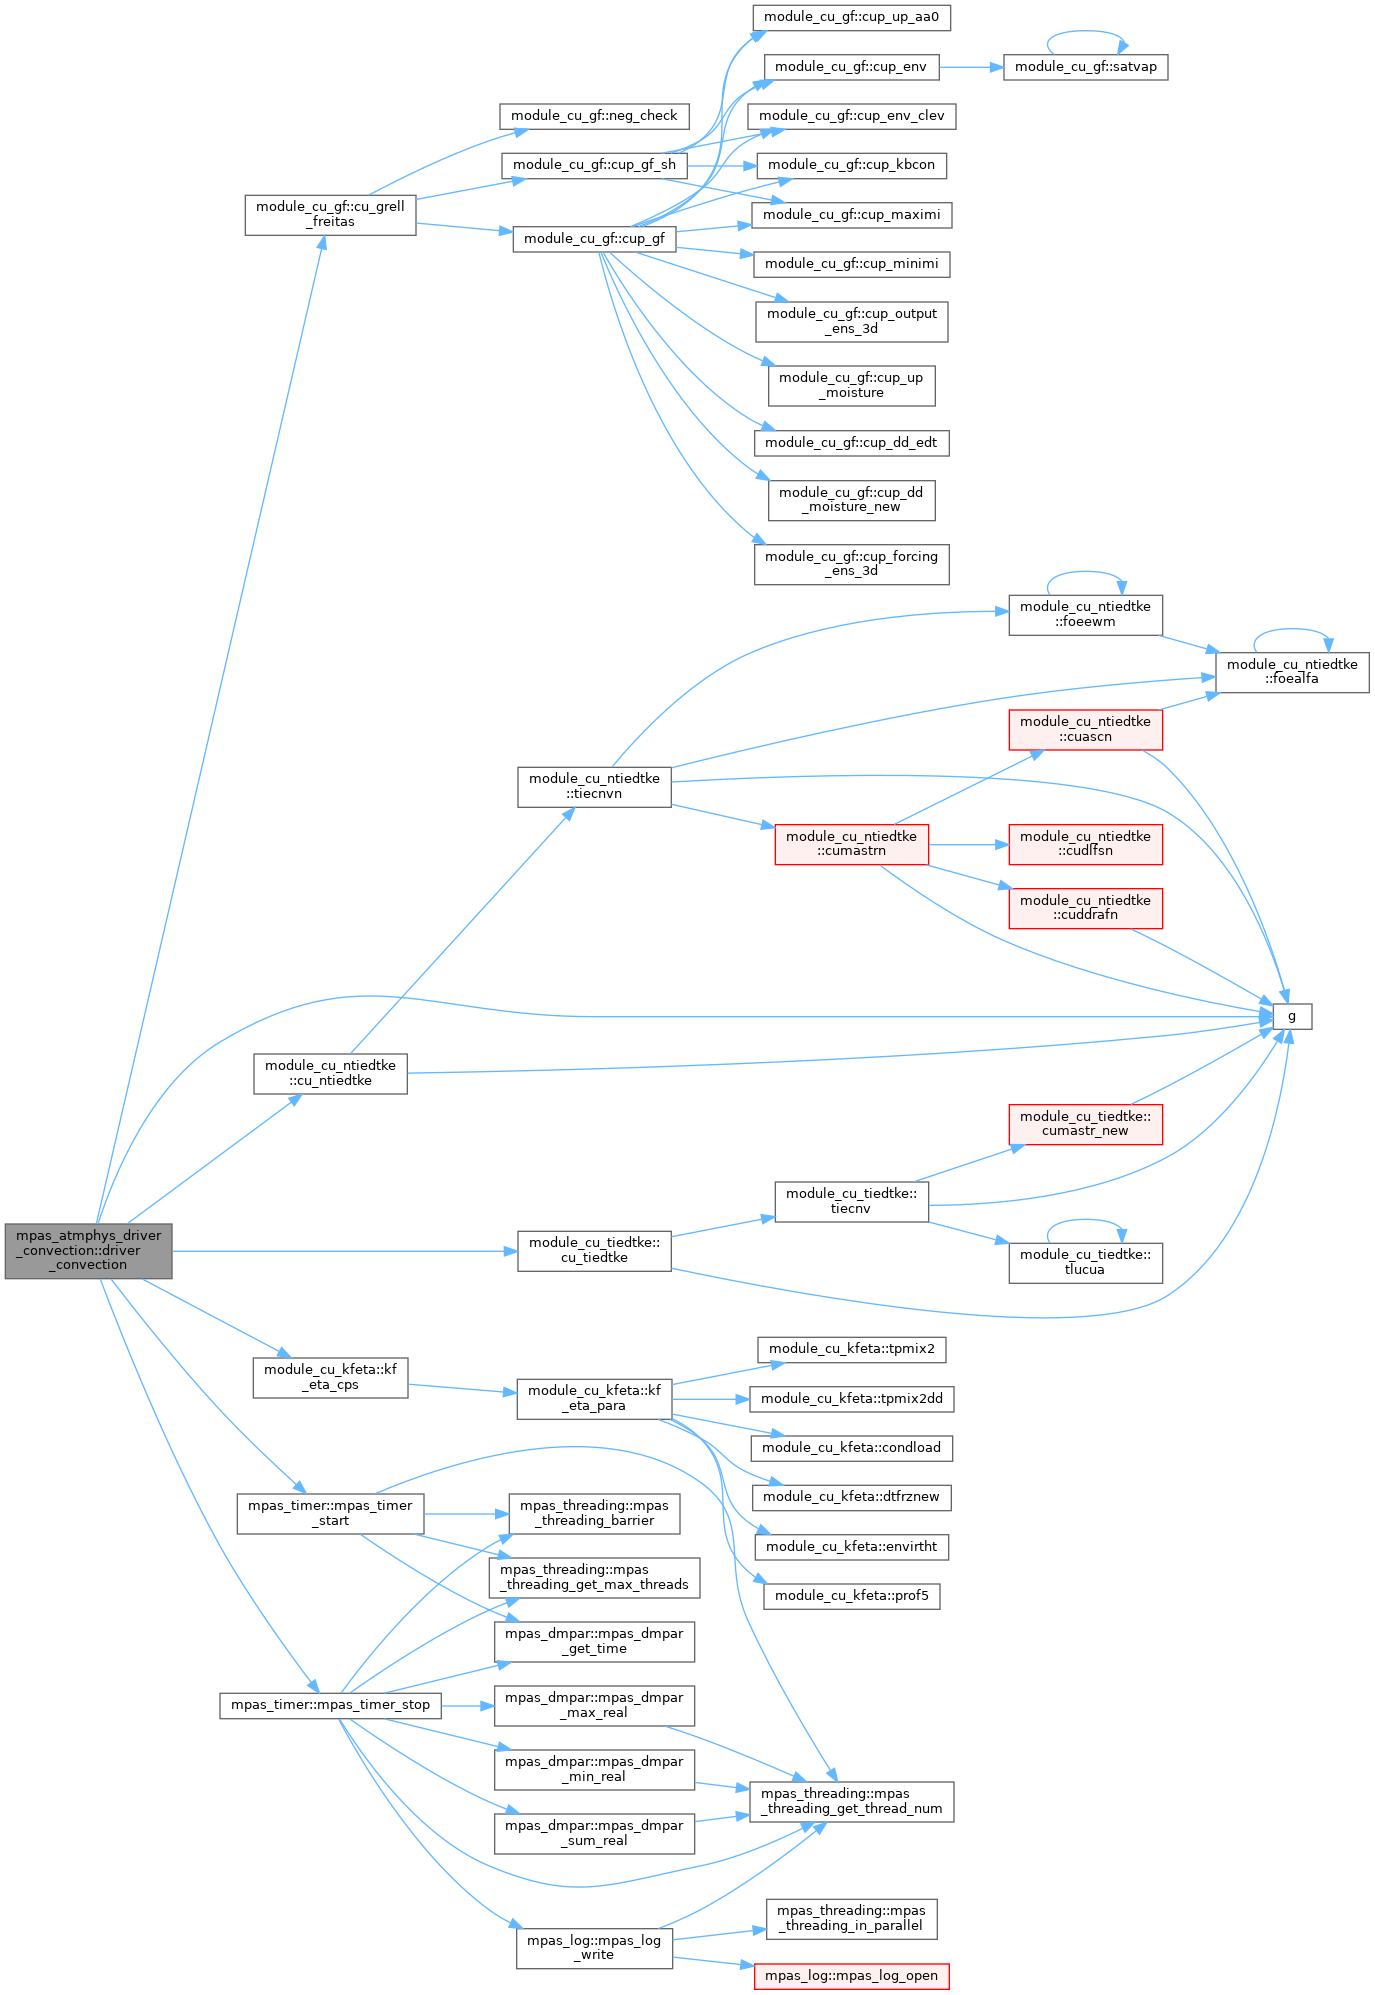 module_cu_gf::cup_up_aa0
module_cu_gf::cup_env
module_cu_gf::satvap
module_cu_gf::neg_check
module_cu_gf::cup_env_clev
module_cu_gf::cup_gf_sh
module_cu_gf::cup_kbcon
module_cu_gf::cu_grell
_freitas
module_cu_gf::cup_maximi
module_cu_gf::cup_gf
module_cu_gf::cup_minimi
module_cu_gf::cup_output
_ens_3d
module_cu_gf::cup_up
_moisture
module_cu_gf::cup_dd_edt
module_cu_gf::cup_dd
_moisture_new
module_cu_gf::cup_forcing
_ens_3d
module_cu_ntiedtke
::foeewm
module_cu_ntiedtke
::foealfa
module_cu_ntiedtke
::cuascn
module_cu_ntiedtke
::tiecnvn
module_cu_ntiedtke
::cumastrn
module_cu_ntiedtke
::cudlfsn
module_cu_ntiedtke
::cuddrafn
g
module_cu_ntiedtke
::cu_ntiedtke
module_cu_tiedtke::
cumastr_new
module_cu_tiedtke::
tiecnv
mpas_atmphys_driver
_convection::driver
_convection
module_cu_tiedtke::
cu_tiedtke
module_cu_tiedtke::
tlucua
module_cu_kfeta::tpmix2
module_cu_kfeta::kf
_eta_cps
module_cu_kfeta::kf
_eta_para
module_cu_kfeta::tpmix2dd
module_cu_kfeta::condload
module_cu_kfeta::dtfrznew
mpas_timer::mpas_timer
_start
mpas_threading::mpas
_threading_barrier
module_cu_kfeta::envirtht
mpas_threading::mpas
_threading_get_max_threads
module_cu_kfeta::prof5
mpas_dmpar::mpas_dmpar
_get_time
mpas_timer::mpas_timer_stop
mpas_dmpar::mpas_dmpar
_max_real
mpas_dmpar::mpas_dmpar
_min_real
mpas_threading::mpas
_threading_get_thread_num
mpas_dmpar::mpas_dmpar
_sum_real
mpas_threading::mpas
_threading_in_parallel
mpas_log::mpas_log
_write
mpas_log::mpas_log_open